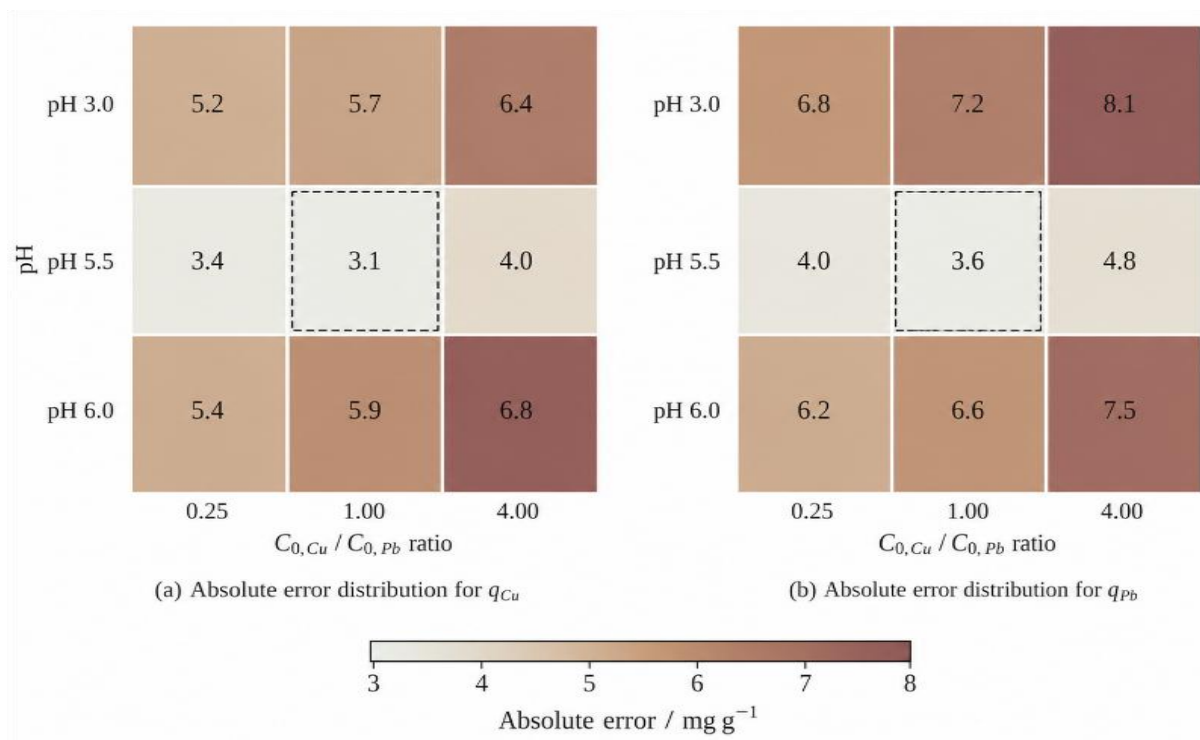 pH 3.0 5.2 5.7 6.4 pH 3.0 6.8 7.2 8.1
pH pH 5.5 3.4 3.1 4.0 pH 5.5 4.0 3.6 4.8
pH 6.0 5.4 5.9 6.8 pH 6.0 6.2 6.6 7.5
0.25 1.00 4.00 0.25 1.00 4.00
C₀,Cu / C₀,Pb ratio C₀,Cu / C₀,Pb ratio
(a) Absolute error distribution for qCu (b) Absolute error distribution for qPb
3 4 5 6 7 8
Absolute error / mg g⁻¹